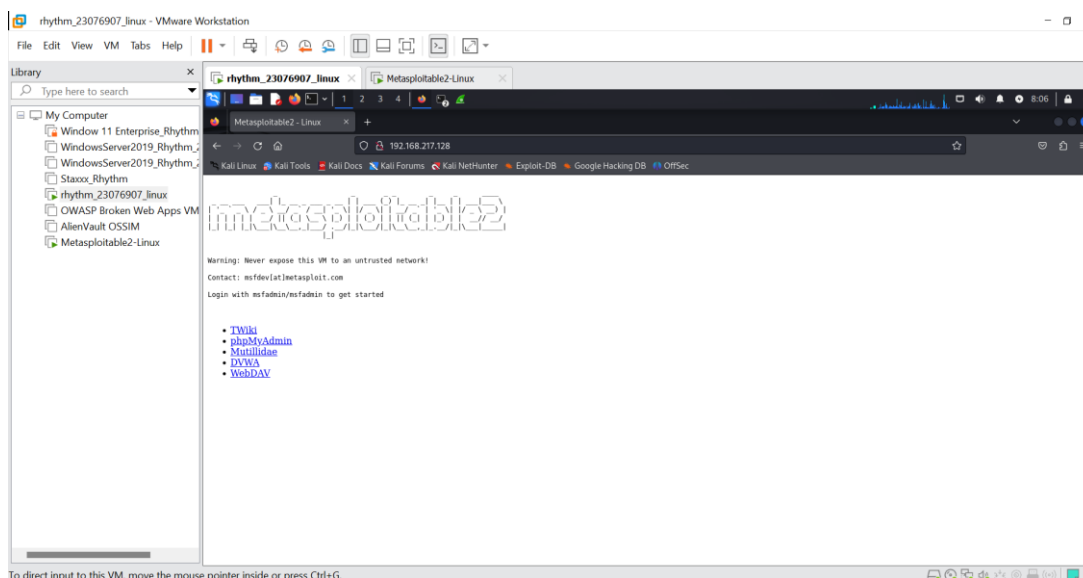 rhythm_23076907_linux - VMware Workstation
File Edit View VM Tabs Help
Library
Type here to search
My Computer
Window 11 Enterprise_Rhythm
WindowsServer2019_Rhythm_2
WindowsServer2019_Rhythm_2
Staxxx_Rhythm
rhythm_23076907_linux
OWASP Broken Web Apps VM
AlienVault OSSIM
Metasploitable2-Linux
rhythm_23076907_linux Metasploitable2-Linux
1 2 3 4 8:06
Metasploitable2 - Linux
192.168.217.128
Kali Linux Kali Tools Kali Docs Kali Forums Kali NetHunter Exploit-DB Google Hacking DB OffSec
metasploitable2
Warning: Never expose this VM to an untrusted network!
Contact: msfdev[at]metasploit.com
Login with msfadmin/msfadmin to get started
TWiki
phpMyAdmin
Mutillidae
DVWA
WebDAV
To direct input to this VM, move the mouse pointer inside or press Ctrl+G.